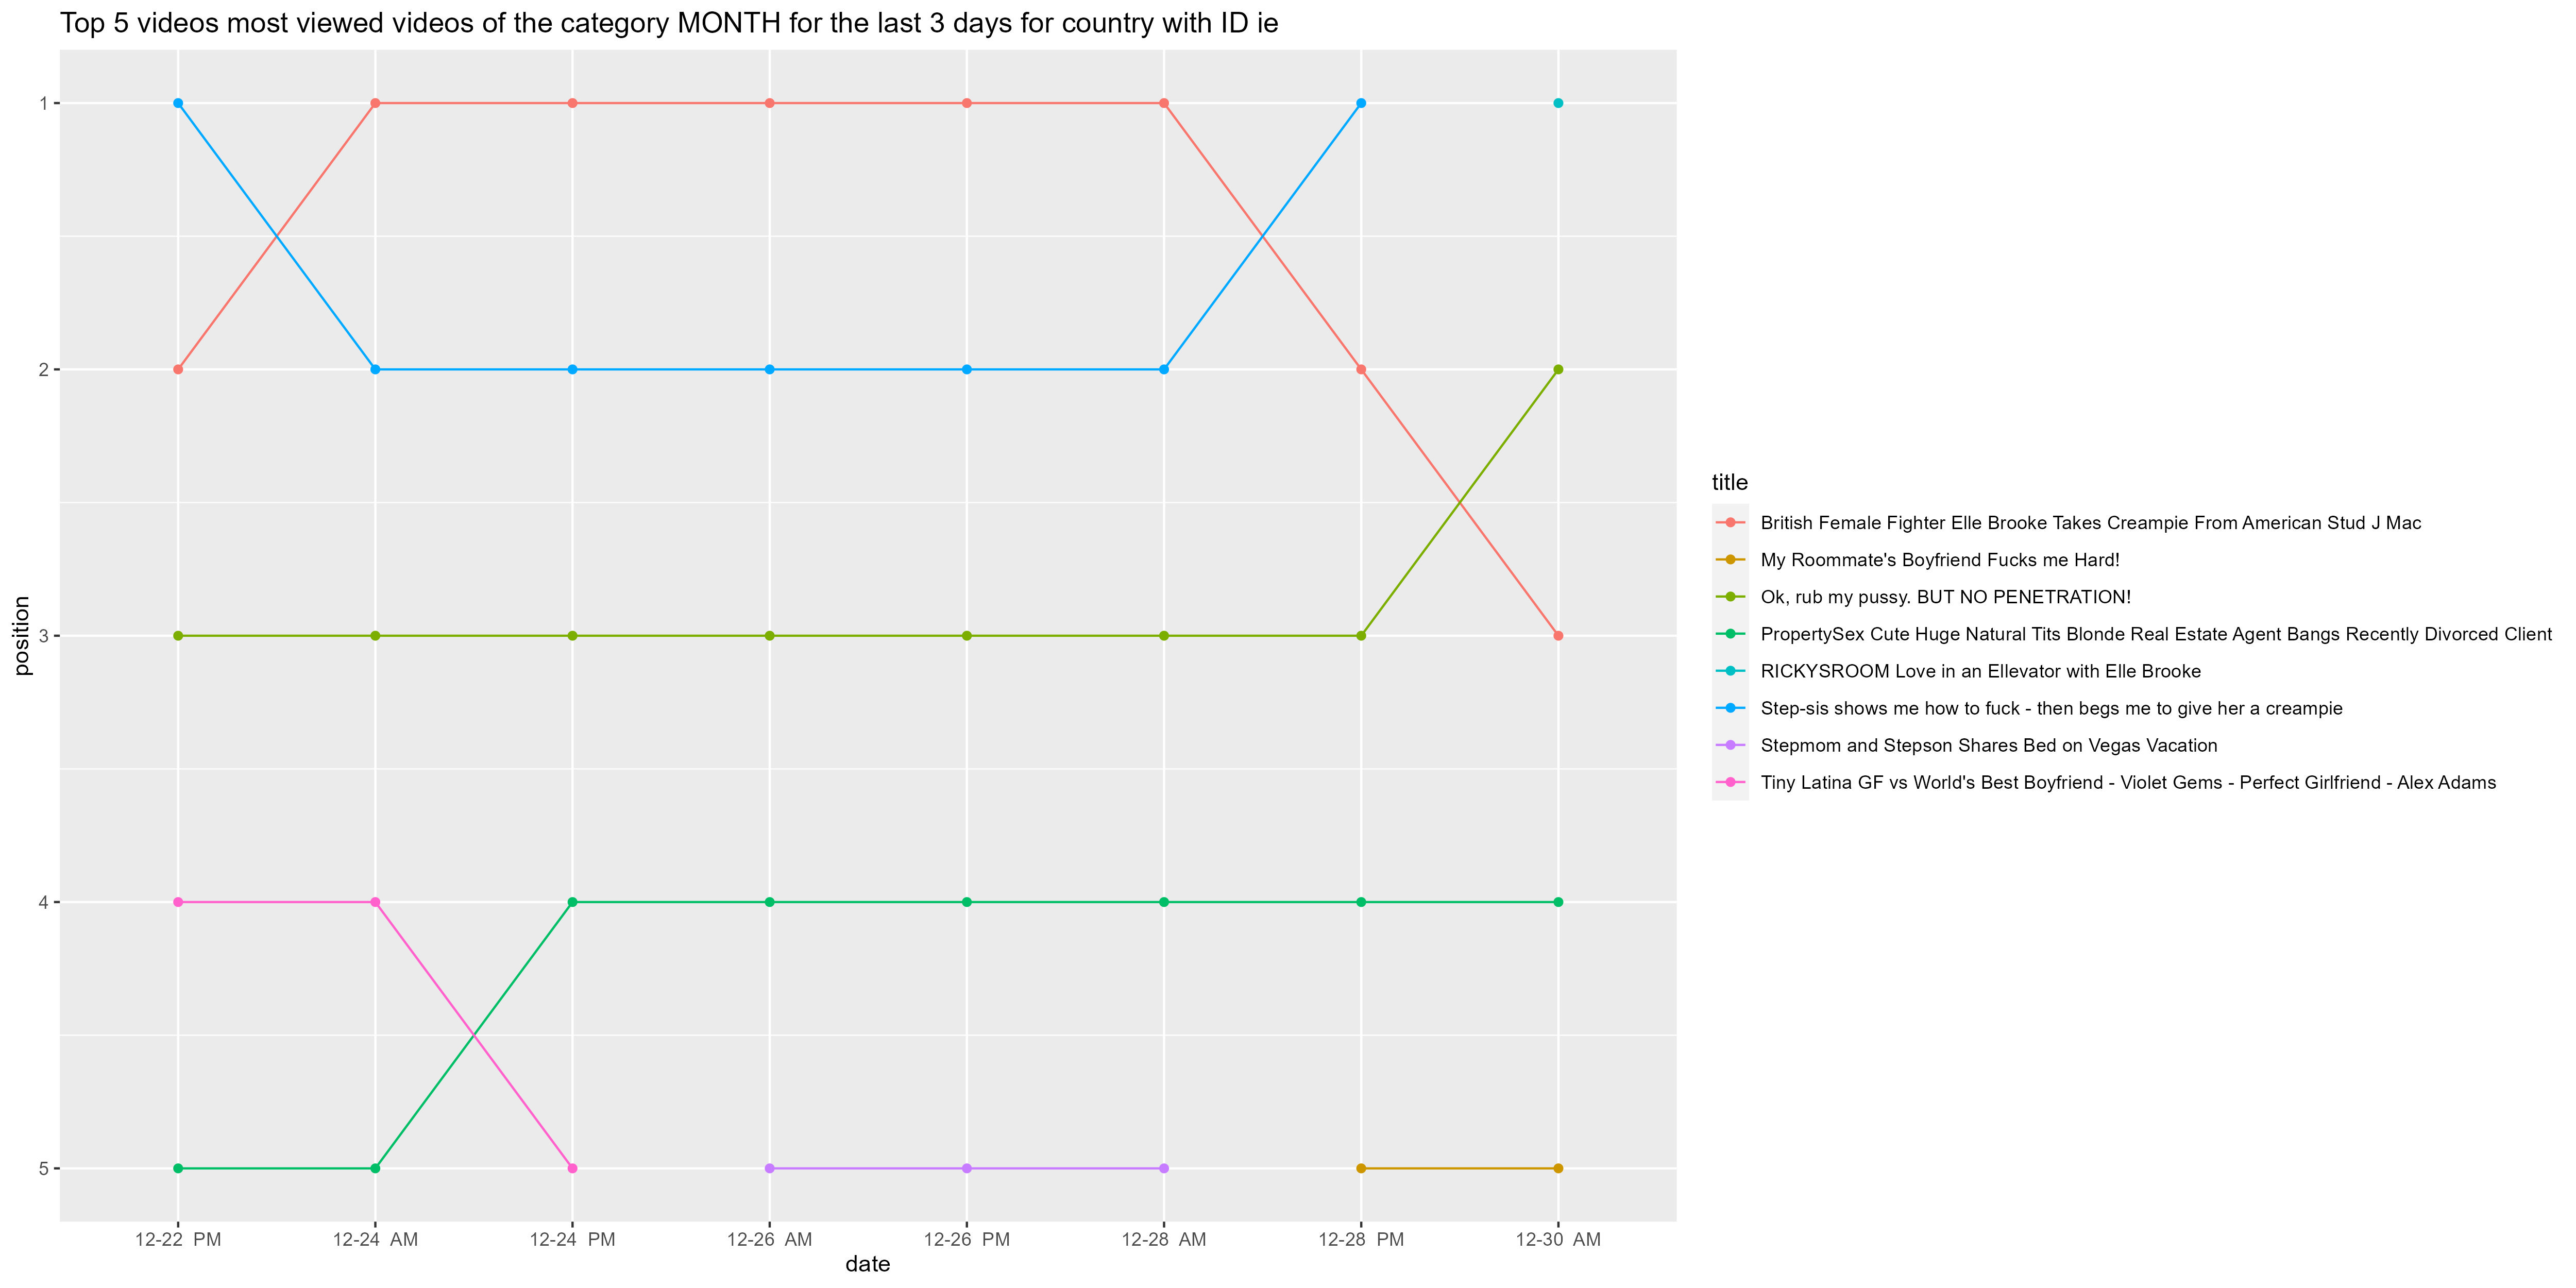 Top 5 videos most viewed videos of the category MONTH for the last 3 days for country with ID ie
1
2
3
4
5
position
12-22 PM
12-24 AM
12-24 PM
12-26 AM
12-26 PM
12-28 AM
12-28 PM
12-30 AM
date
title
British Female Fighter Elle Brooke Takes Creampie From American Stud J Mac
My Roommate's Boyfriend Fucks me Hard!
Ok, rub my pussy. BUT NO PENETRATION!
PropertySex Cute Huge Natural Tits Blonde Real Estate Agent Bangs Recently Divorced Client
RICKYSROOM Love in an Ellevator with Elle Brooke
Step-sis shows me how to fuck - then begs me to give her a creampie
Stepmom and Stepson Shares Bed on Vegas Vacation
Tiny Latina GF vs World's Best Boyfriend - Violet Gems - Perfect Girlfriend - Alex Adams